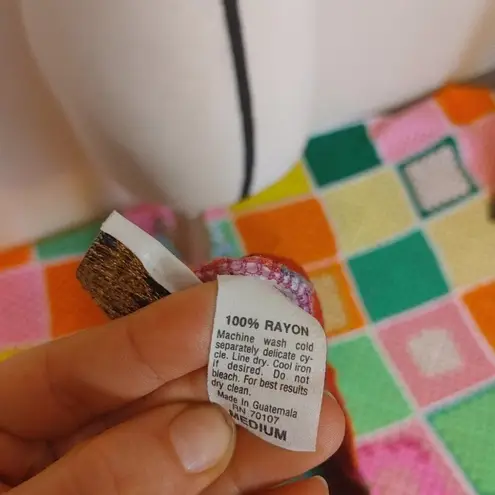 100% RAYON
Machine wash cold
separately delicate cy-
cle. Line dry. Cool iron
if desired. Do not
bleach. For best results
dry clean.
Made in Guatemala
RN 70107
MEDIUM